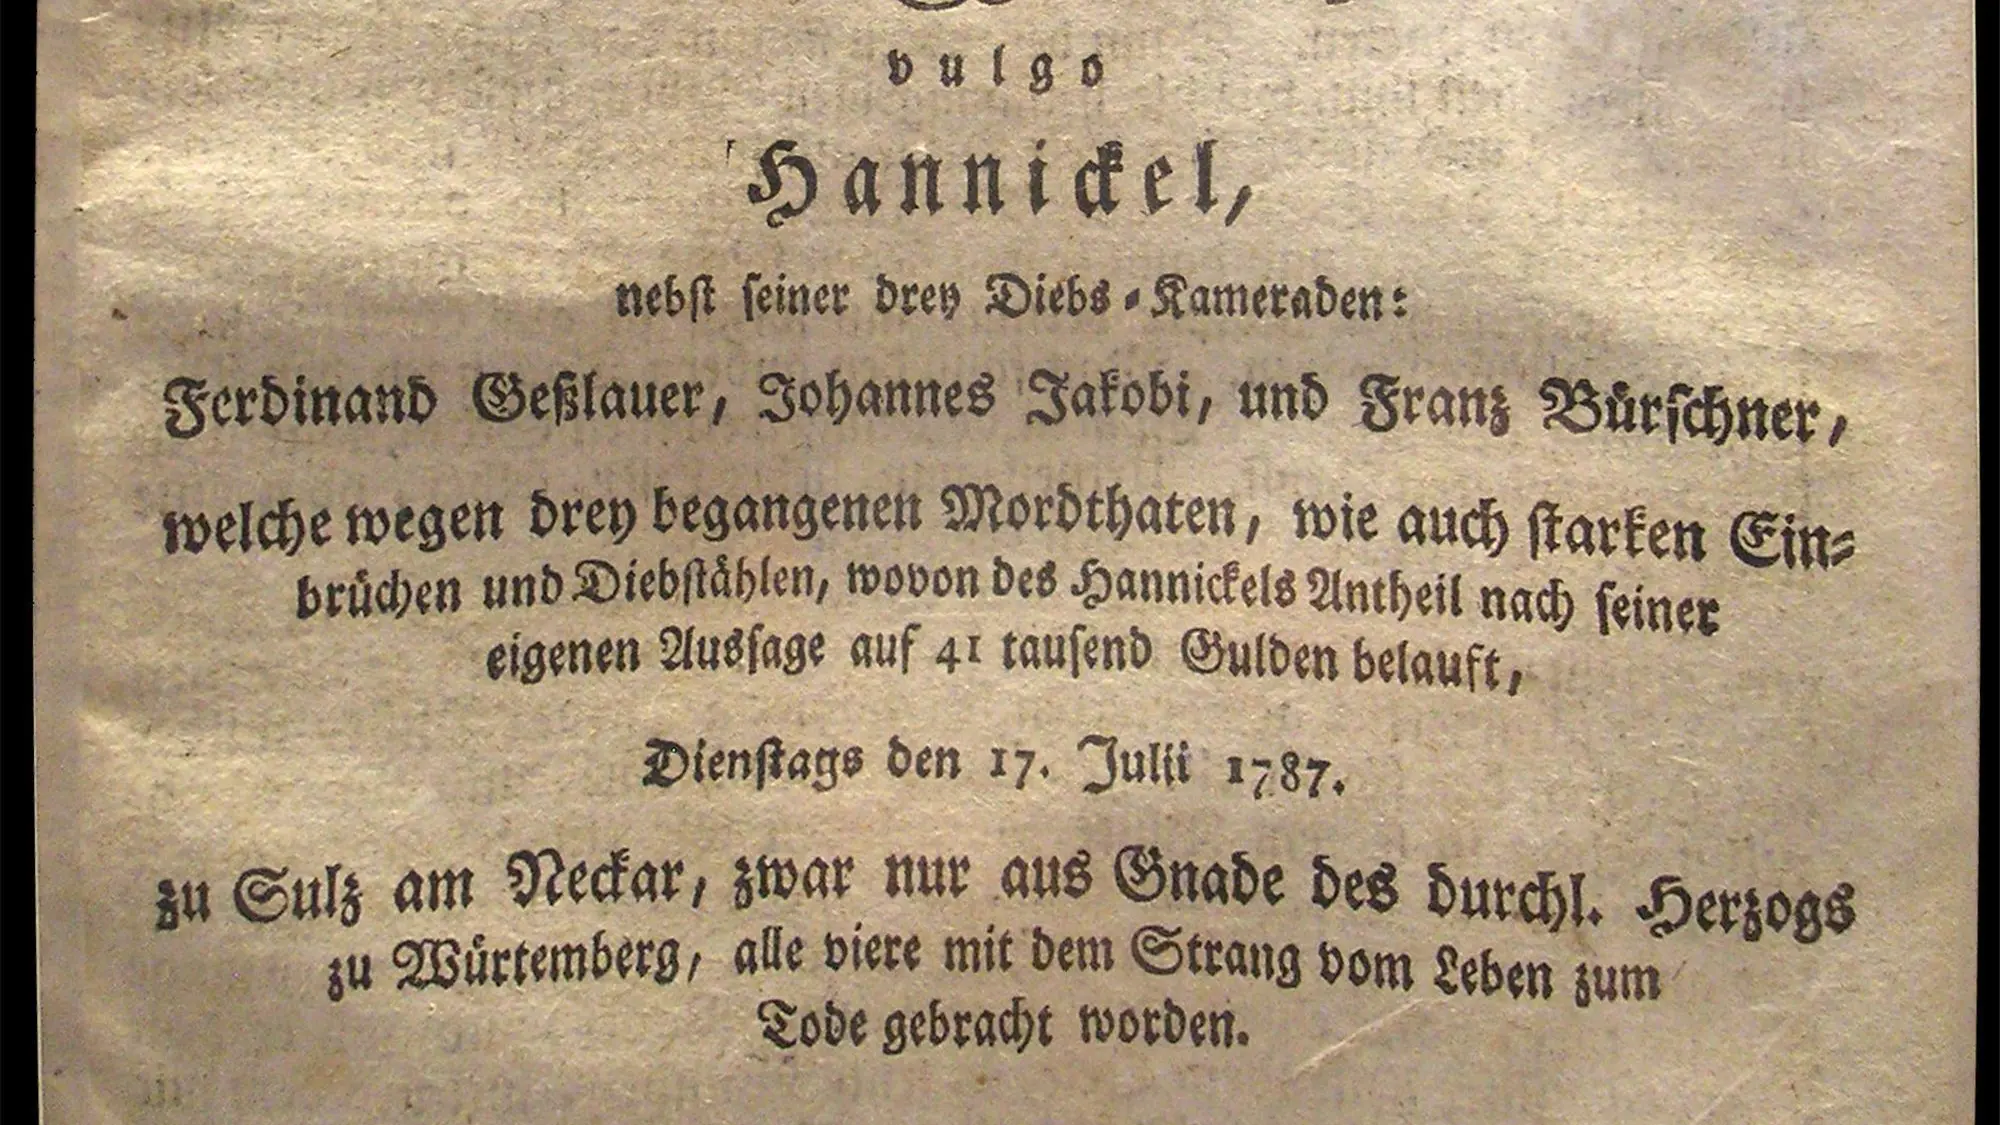 vulgo
Hannickel,
nebſt ſeiner drey Diebs-Kameraden:
Ferdinand Geßlauer, Johannes Jakobi, und Franz Bürſchner,
welche wegen drey begangenen Mordthaten, wie auch ſtarken Ein-
brüchen und Diebſtählen, wovon des Hannickels Antheil nach ſeiner
eigenen Ausſage auf 41 tauſend Gulden belauft,
Dienſtags den 17. Julii 1787.
zu Sulz am Neckar, zwar nur aus Gnade des durchl. Herzogs
zu Würtemberg, alle viere mit dem Strang vom Leben zum
Tode gebracht worden.